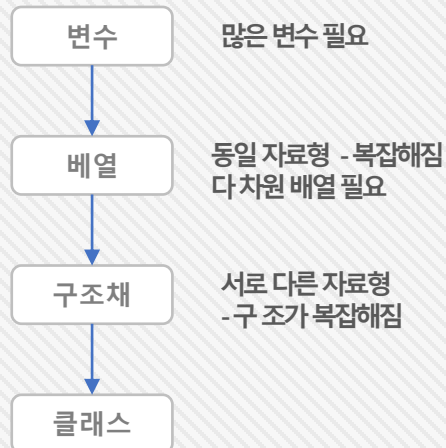 변수
많은 변수 필요
베열
동일 자료형 - 복잡해짐
다 차원 배열 필요
구조채
서로 다른 자료형
- 구 조가 복잡해짐
클래스